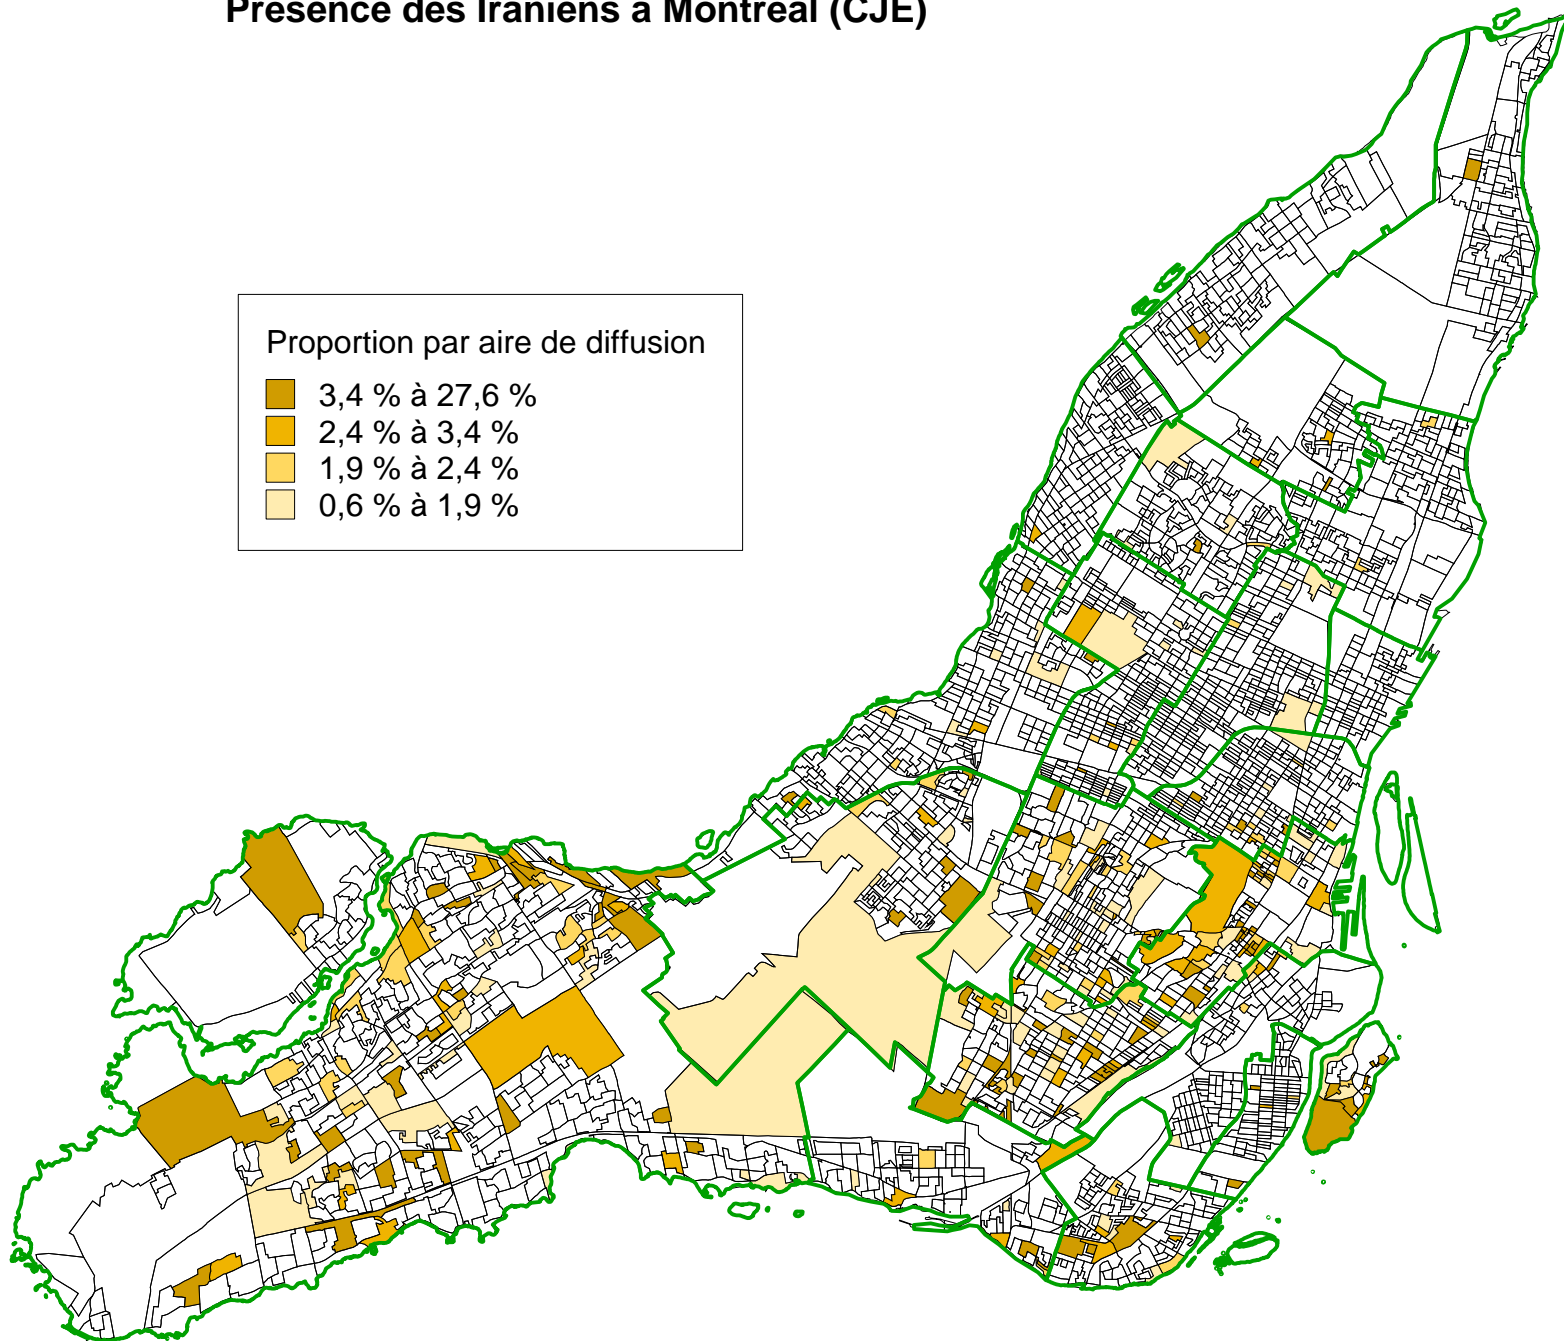 Présence des Iraniens à Montréal (CJE)
Proportion par aire de diffusion
3,4 % à 27,6 %
2,4 % à 3,4 %
1,9 % à 2,4 %
0,6 % à 1,9 %